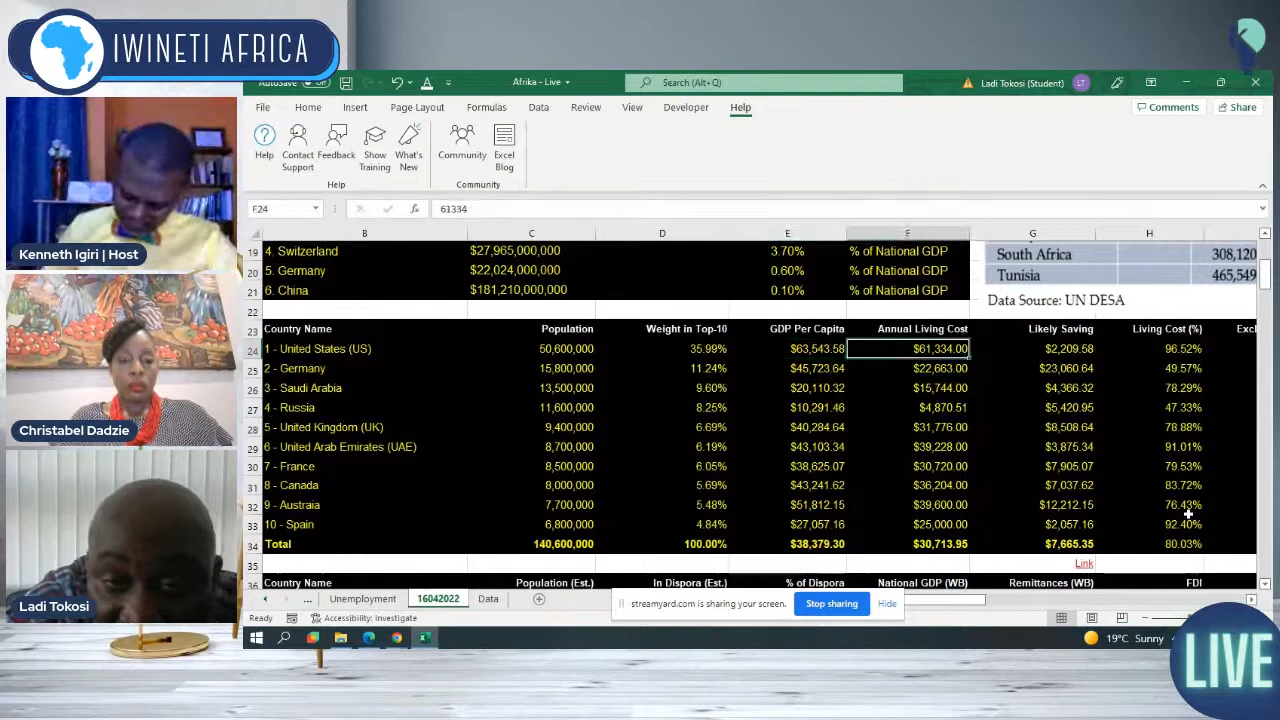 IWINETI AFRICA
Kenneth Igiri | Host
Christabel Dadzie
Ladi Tokosi
AutoSave Off
Afrika - Live
Search (Alt+Q)
Ladi Tokosi (Student) LT
File Home Insert Page Layout Formulas Data Review View Developer Help
Comments Share
Help Contact Support Feedback Show Training What's New
Community Excel Blog
Help Community
E24 fx 61334
B C D E F G H
19 4. Switzerland $27,965,000,000 3.70% % of National GDP South Africa 308,120
20 5. Germany $22,024,000,000 0.60% % of National GDP Tunisia 465,549
21 6. China $181,210,000,000 0.10% % of National GDP Data Source: UN DESA
22
23 Country Name Population Weight in Top-10 GDP Per Capita Annual Living Cost Likely Saving Living Cost (%) Excl
24 1 - United States (US) 50,600,000 35.99% $63,543.58 $61,334.00 $2,209.58 96.52%
25 2 - Germany 15,800,000 11.24% $45,723.64 $22,663.00 $23,060.64 49.57%
26 3 - Saudi Arabia 13,500,000 9.60% $20,110.32 $15,744.00 $4,366.32 78.29%
27 4 - Russia 11,600,000 8.25% $10,291.46 $4,870.51 $5,420.95 47.33%
28 5 - United Kingdom (UK) 9,400,000 6.69% $40,284.64 $31,776.00 $8,508.64 78.88%
29 6 - United Arab Emirates (UAE) 8,700,000 6.19% $43,103.34 $39,228.00 $3,875.34 91.01%
30 7 - France 8,500,000 6.05% $38,625.07 $30,720.00 $7,905.07 79.53%
31 8 - Canada 8,000,000 5.69% $43,241.62 $36,204.00 $7,037.62 83.72%
32 9 - Austraia 7,700,000 5.48% $51,812.15 $39,600.00 $12,212.15 76.43%
33 10 - Spain 6,800,000 4.84% $27,057.16 $25,000.00 $2,057.16 92.40%
34 Total 140,600,000 100.00% $38,379.30 $30,713.95 $7,665.35 80.03%
35 Link
36 Country Name Population (Est.) In Dispora (Est.) % of Dispora National GDP (WB) Remittances (WB) FDI
... Unemployment 16042022 Data
streamyard.com is sharing your screen. Stop sharing Hide
Ready Accessibility: Investigate
19°C Sunny
LIVE